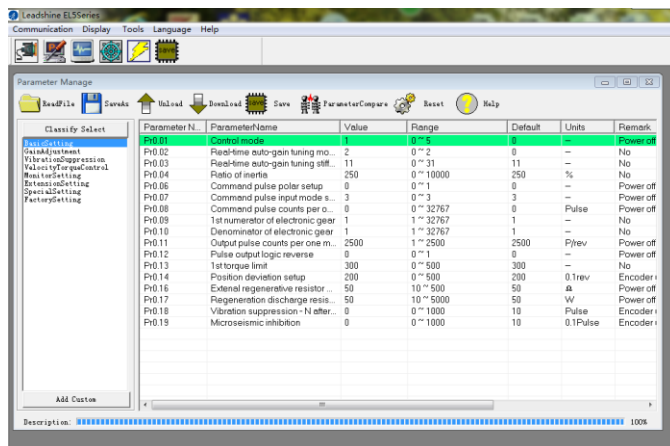 Leadshine EL5Series
Communication Display Tools Language Help
save
Parameter Manage
ReadFile SaveAs Upload Download save Save ParameterCompare Reset Help
Classify Select
BasicSetting
GainAdjustment
VibrationSuppression
VelocityTorqueControl
MonitorSetting
ExtensionSetting
SpecialSetting
FactorySetting
Add Custom
Parameter N... ParameterName Value Range Default Units Remark
Pr0.01 Control mode 1 0 ~ 5 0 — Power off
Pr0.02 Real-time auto-gain tuning mo... 2 0 ~ 2 0 — No
Pr0.03 Real-time auto-gain tuning stiff... 11 0 ~ 31 11 — No
Pr0.04 Ratio of inertia 250 0 ~ 10000 250 % No
Pr0.06 Command pulse polar setup 0 0 ~ 1 0 — Power off
Pr0.07 Command pulse input mode s... 3 0 ~ 3 3 — Power off
Pr0.08 Command pulse counts per o... 0 0 ~ 32767 0 Pulse Power off
Pr0.09 1st numerator of electronic gear 1 1 ~ 32767 1 — No
Pr0.10 Denominator of electronic gear 1 1 ~ 32767 1 — No
Pr0.11 Output pulse counts per one m... 2500 1 ~ 2500 2500 P/rev Power off
Pr0.12 Pulse output logic reverse 0 0 ~ 1 0 — Power off
Pr0.13 1st torque limit 300 0 ~ 500 300 — No
Pr0.14 Position deviation setup 200 0 ~ 500 200 0.1rev Encoder u
Pr0.16 Extenal regenerative resistor ... 50 10 ~ 500 50 Ω Power off
Pr0.17 Regeneration discharge resis... 50 10 ~ 5000 50 W Power off
Pr0.18 Vibration suppression - N after... 0 0 ~ 1000 10 Pulse Encoder u
Pr0.19 Microseismic inhibition 0 0 ~ 1000 10 0.1Pulse Encoder u
Description: 100%